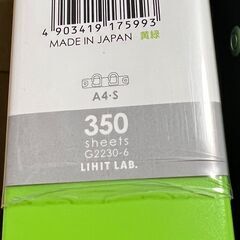 4 903419 175993
MADE IN JAPAN 黄緑
A4·S
350
sheets
G2230-6
LIHIT LAB.